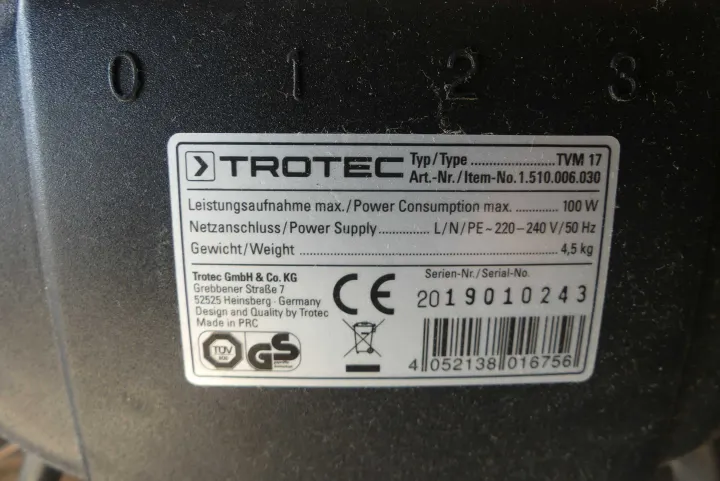 0 1 2 3
TROTEC
Typ/Type ........................ TVM 17
Art.-Nr./Item-No.1.510.006.030
Leistungsaufnahme max./Power Consumption max. ............... 100 W
Netzanschluss/Power Supply ............. L/N/PE~220-240 V/50 Hz
Gewicht/Weight ................................................ 4,5 kg
Trotec GmbH & Co. KG
Grebbener Straße 7
52525 Heinsberg · Germany
Design and Quality by Trotec
Made in PRC
CE
Serien-Nr./Serial-No.
2019010243
TÜV
GS
4 052138 016756